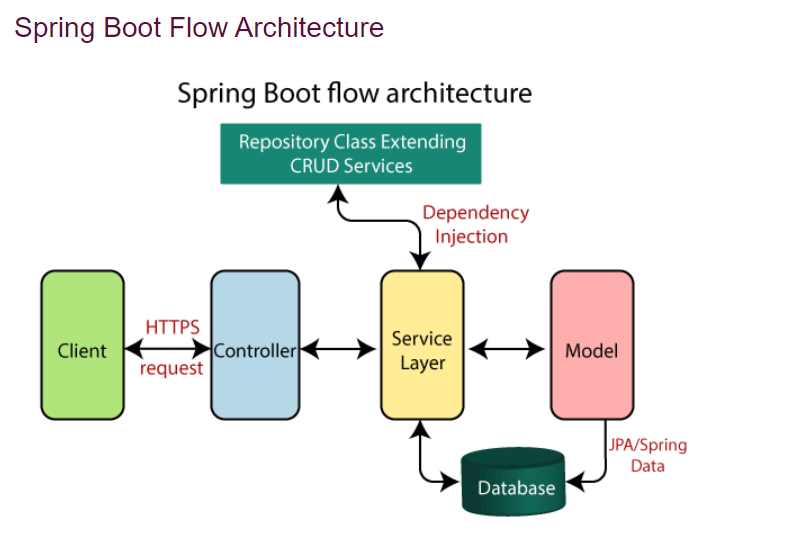 Spring Boot Flow Architecture
Spring Boot flow architecture
Repository Class Extending
CRUD Services
Dependency
Injection
Client
HTTPS
request
Controller
Service
Layer
Model
JPA/Spring
Data
Database